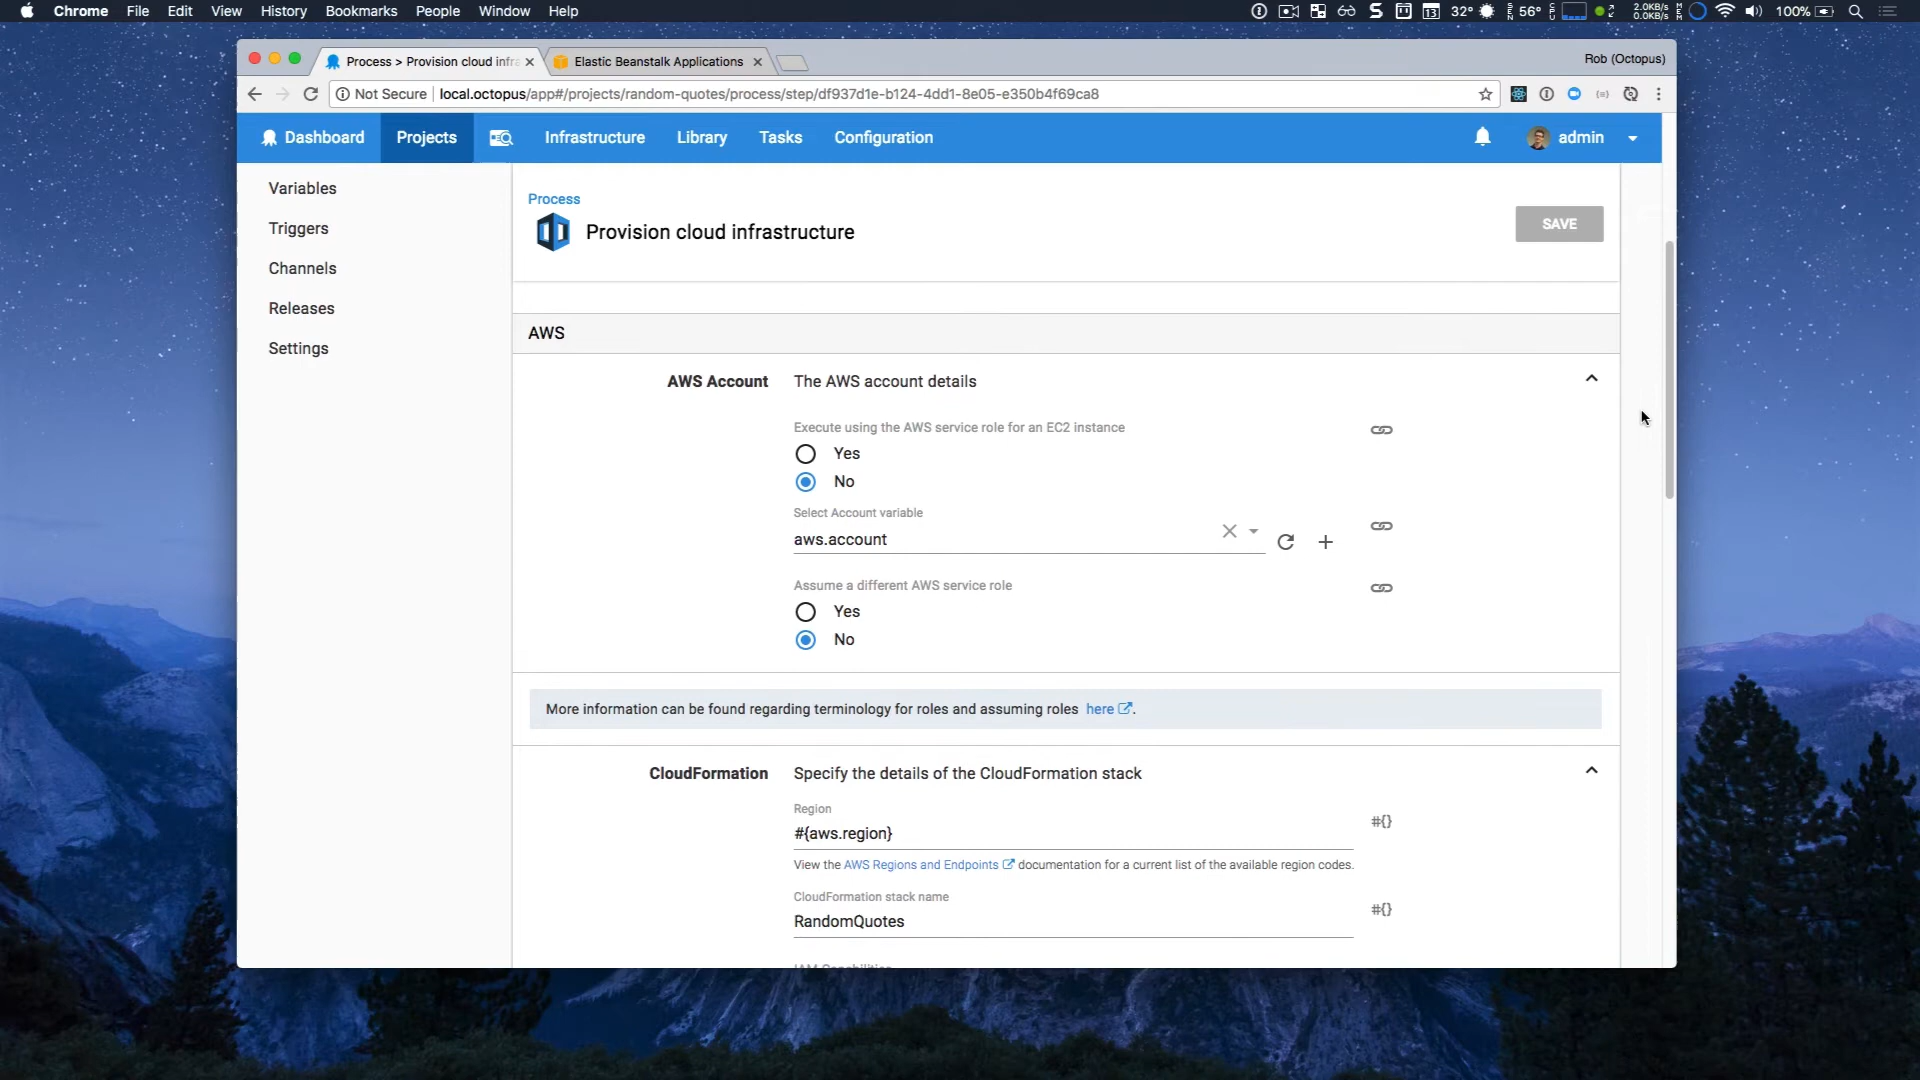 Chrome File Edit View History Bookmarks People Window Help
32° 56° 2.0KB/s 0.0KB/s 100%
13
Process > Provision cloud infra
Elastic Beanstalk Applications
Rob (Octopus)
Not Secure local.octopus/app#/projects/random-quotes/process/step/df937d1e-b124-4dd1-8e05-e350b4f69ca8
Dashboard Projects Infrastructure Library Tasks Configuration admin
Variables
Triggers
Channels
Releases
Settings
Process
Provision cloud infrastructure
SAVE
AWS
AWS Account The AWS account details
Execute using the AWS service role for an EC2 instance
Yes
No
Select Account variable
aws.account
Assume a different AWS service role
Yes
No
More information can be found regarding terminology for roles and assuming roles here.
CloudFormation Specify the details of the CloudFormation stack
Region
#{aws.region}
#{}
View the AWS Regions and Endpoints documentation for a current list of the available region codes.
CloudFormation stack name
RandomQuotes
#{}